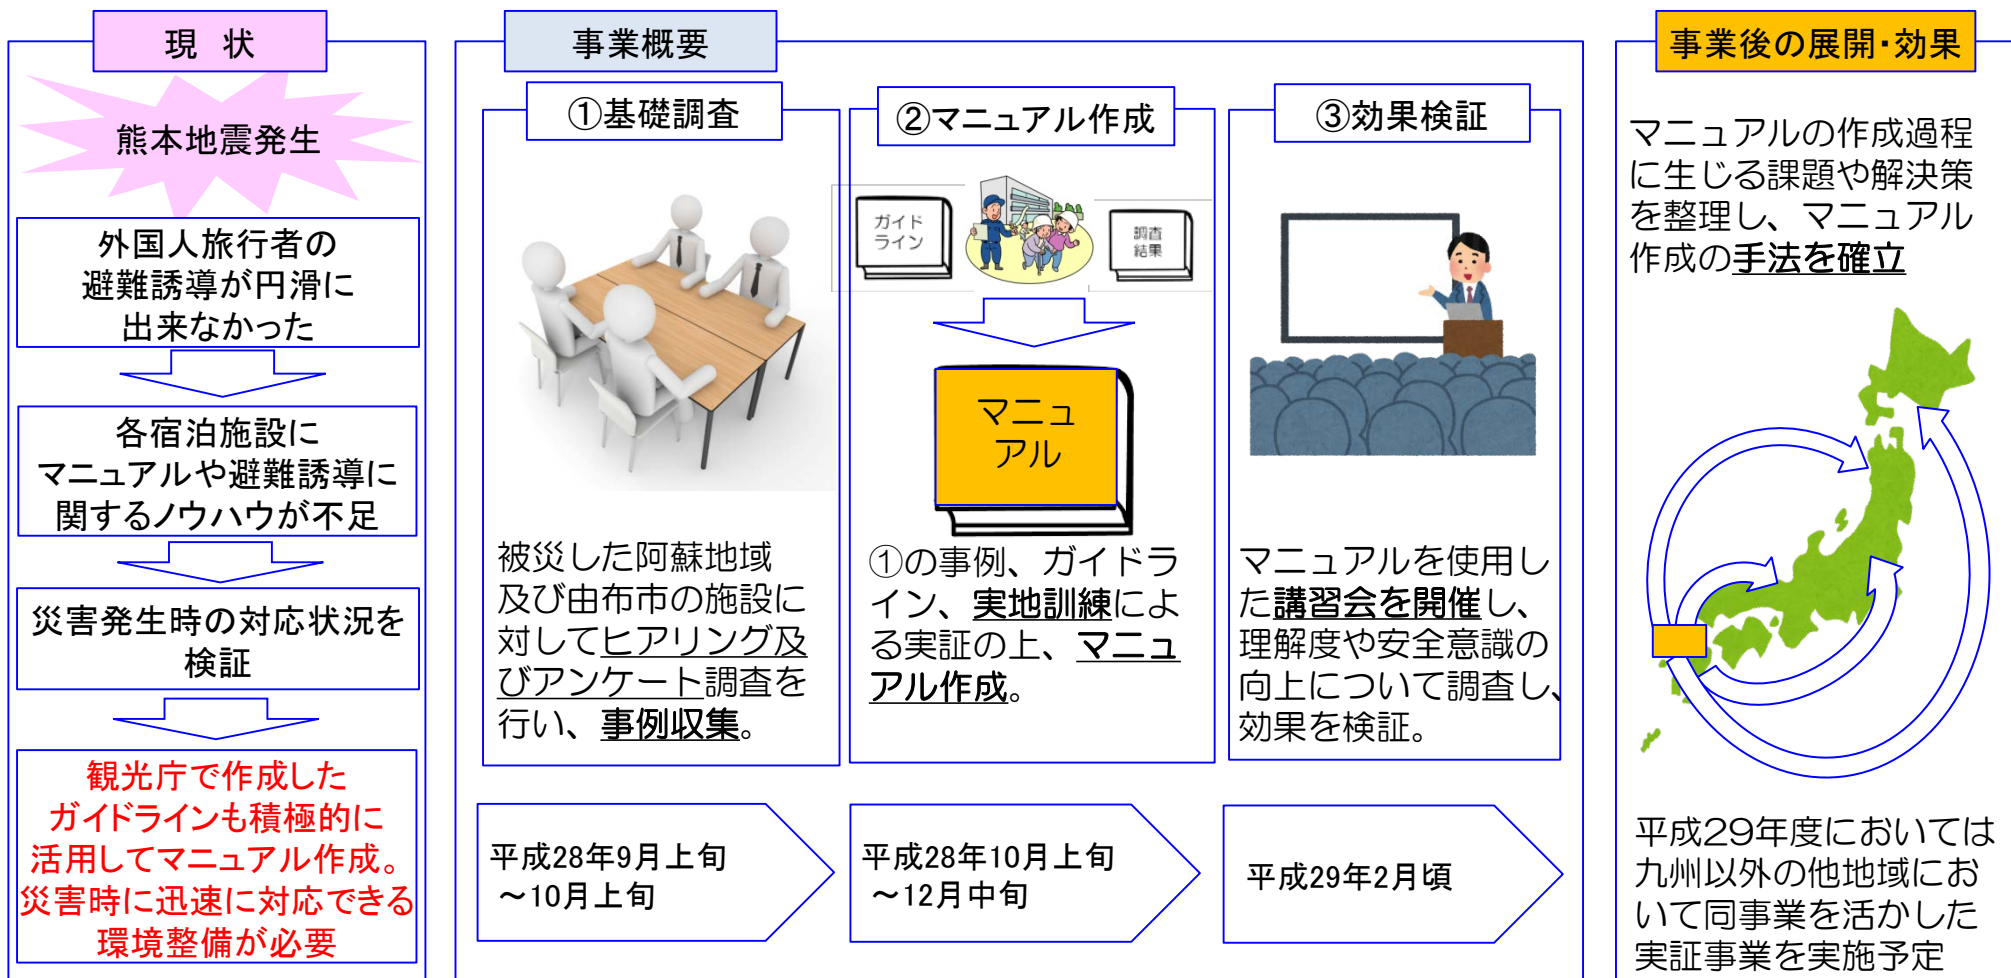 現 状
熊本地震発生
外国人旅行者の
避難誘導が円滑に
出来なかった
各宿泊施設に
マニュアルや避難誘導に
関するノウハウが不足
災害発生時の対応状況を
検証
観光庁で作成した
ガイドラインも積極的に
活用してマニュアル作成。
災害時に迅速に対応できる
環境整備が必要
事業概要
①基礎調査
被災した阿蘇地域
及び由布市の施設に
対してヒアリング及
びアンケート調査を
行い、事例収集。
平成28年9月上旬
～10月上旬
②マニュアル作成
ガイド
ライン
調査
結果
マニュ
アル
①の事例、ガイドラ
イン、実地訓練によ
る実証の上、マニュ
アル作成。
平成28年10月上旬
～12月中旬
③効果検証
マニュアルを使用し
た講習会を開催し、
理解度や安全意識の
向上について調査し、
効果を検証。
平成29年2月頃
事業後の展開・効果
マニュアルの作成過程
に生じる課題や解決策
を整理し、マニュアル
作成の手法を確立
平成29年度においては
九州以外の他地域にお
いて同事業を活かした
実証事業を実施予定